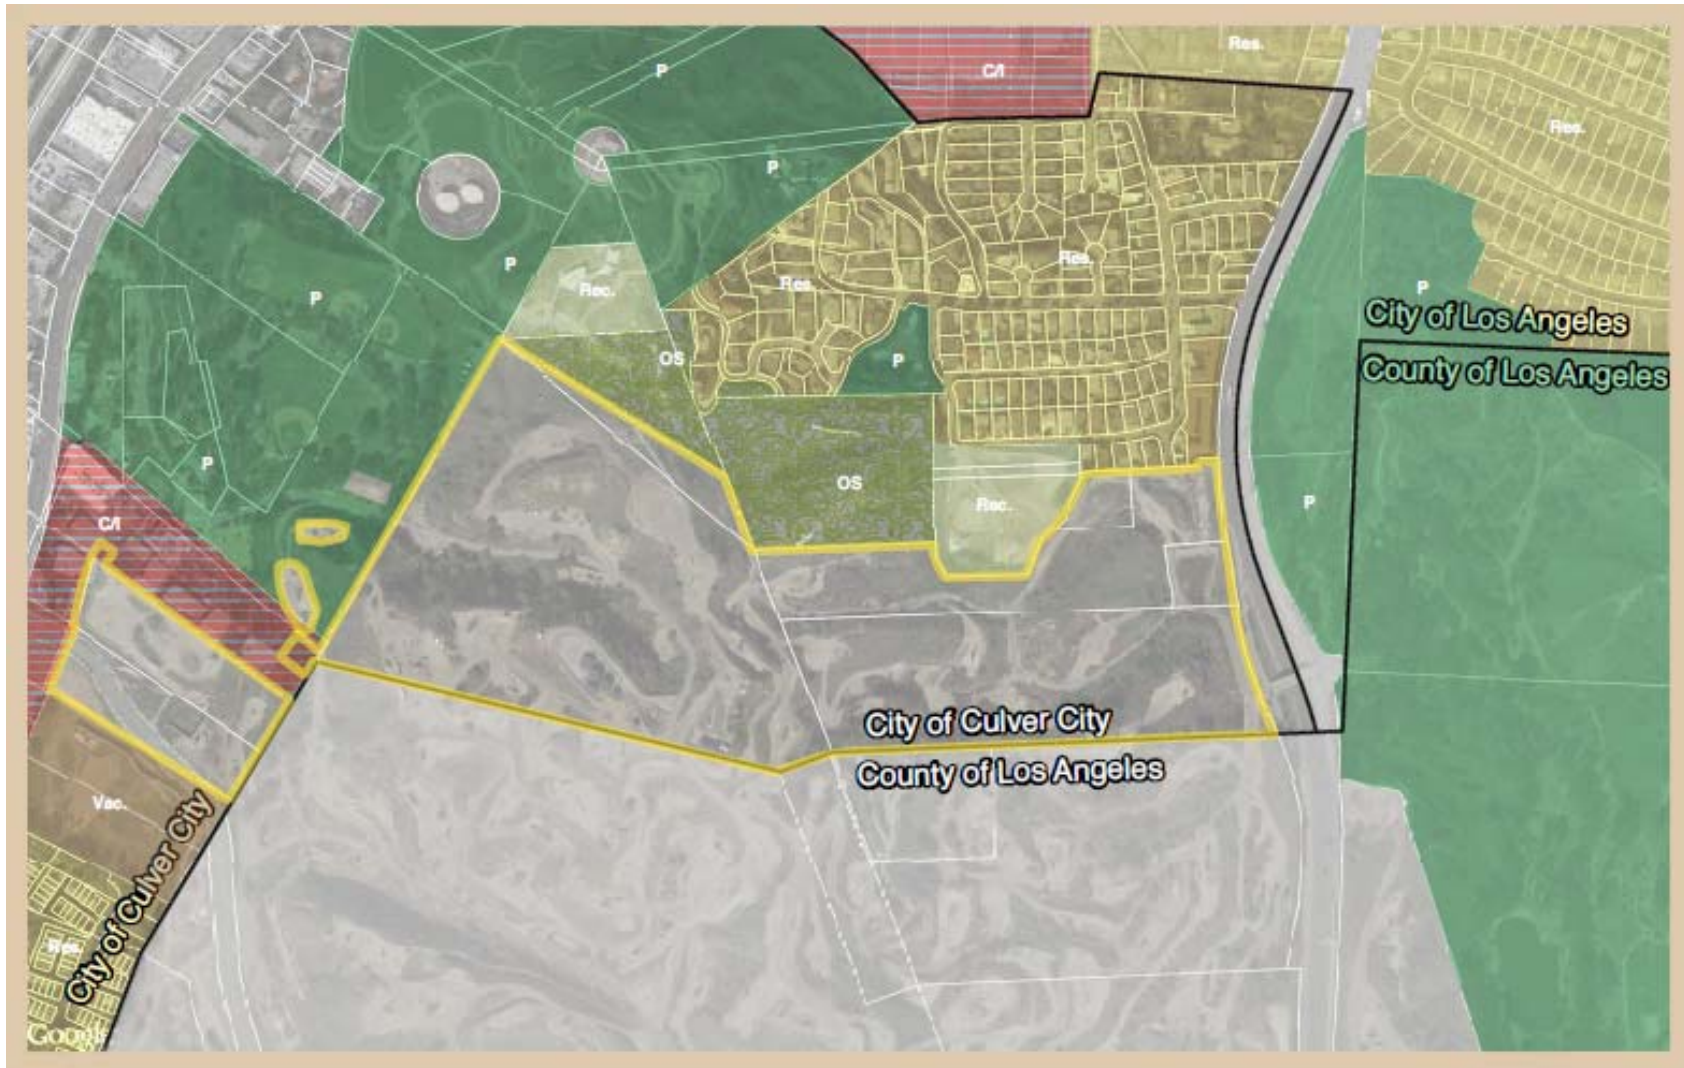 Res.
P
C/I
Res.
P
P
Res.
P
Rec.
Res.
P
P
City of Los Angeles
OS
P
County of Los Angeles
P
OS
Rec.
P
C/I
City of Culver City
County of Los Angeles
Vac.
City of Culver City
Res.
Google